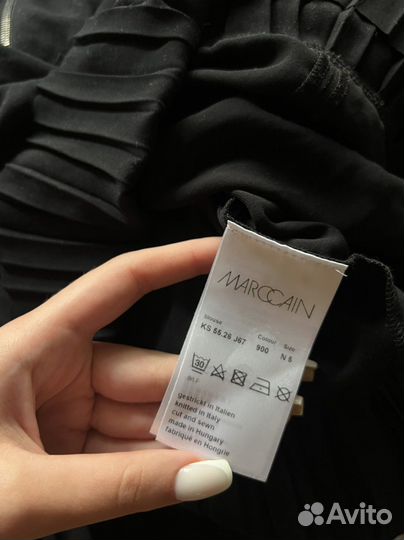 MARCCAIN
Blouse Colour Size
KS 55.26 J67 900 N 5
30
gestrickt in Italien
knitted in Italy
cut and sewn
made in Hungary
fabriqué en Hongrie
Avito